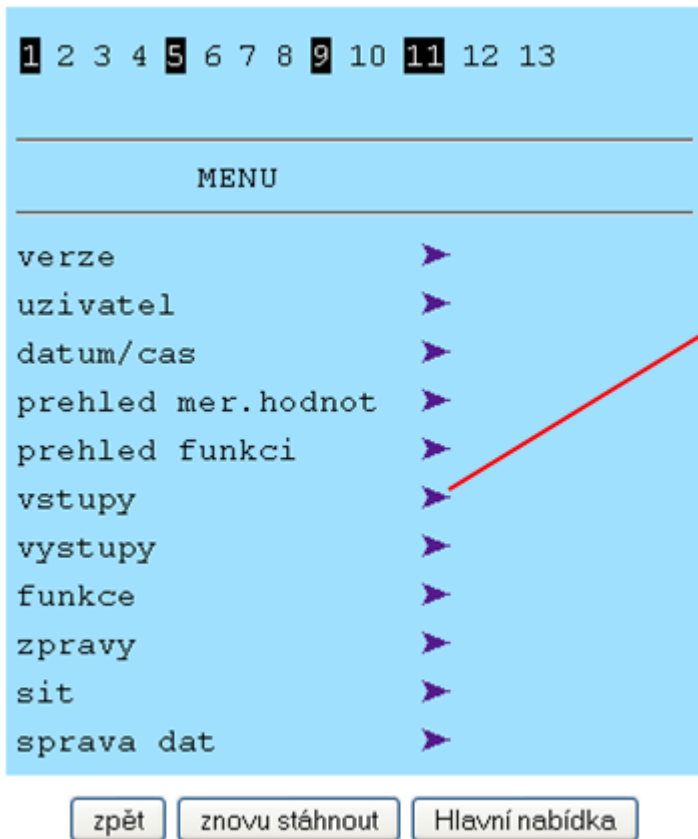 1 2 3 4 5 6 7 8 9 10 11 12 13
MENU
verze
uzivatel
datum/cas
prehled mer.hodnot
prehled funkci
vstupy
vystupy
funkce
zpravy
sit
sprava dat
zpět znovu stáhnout Hlavní nabídka